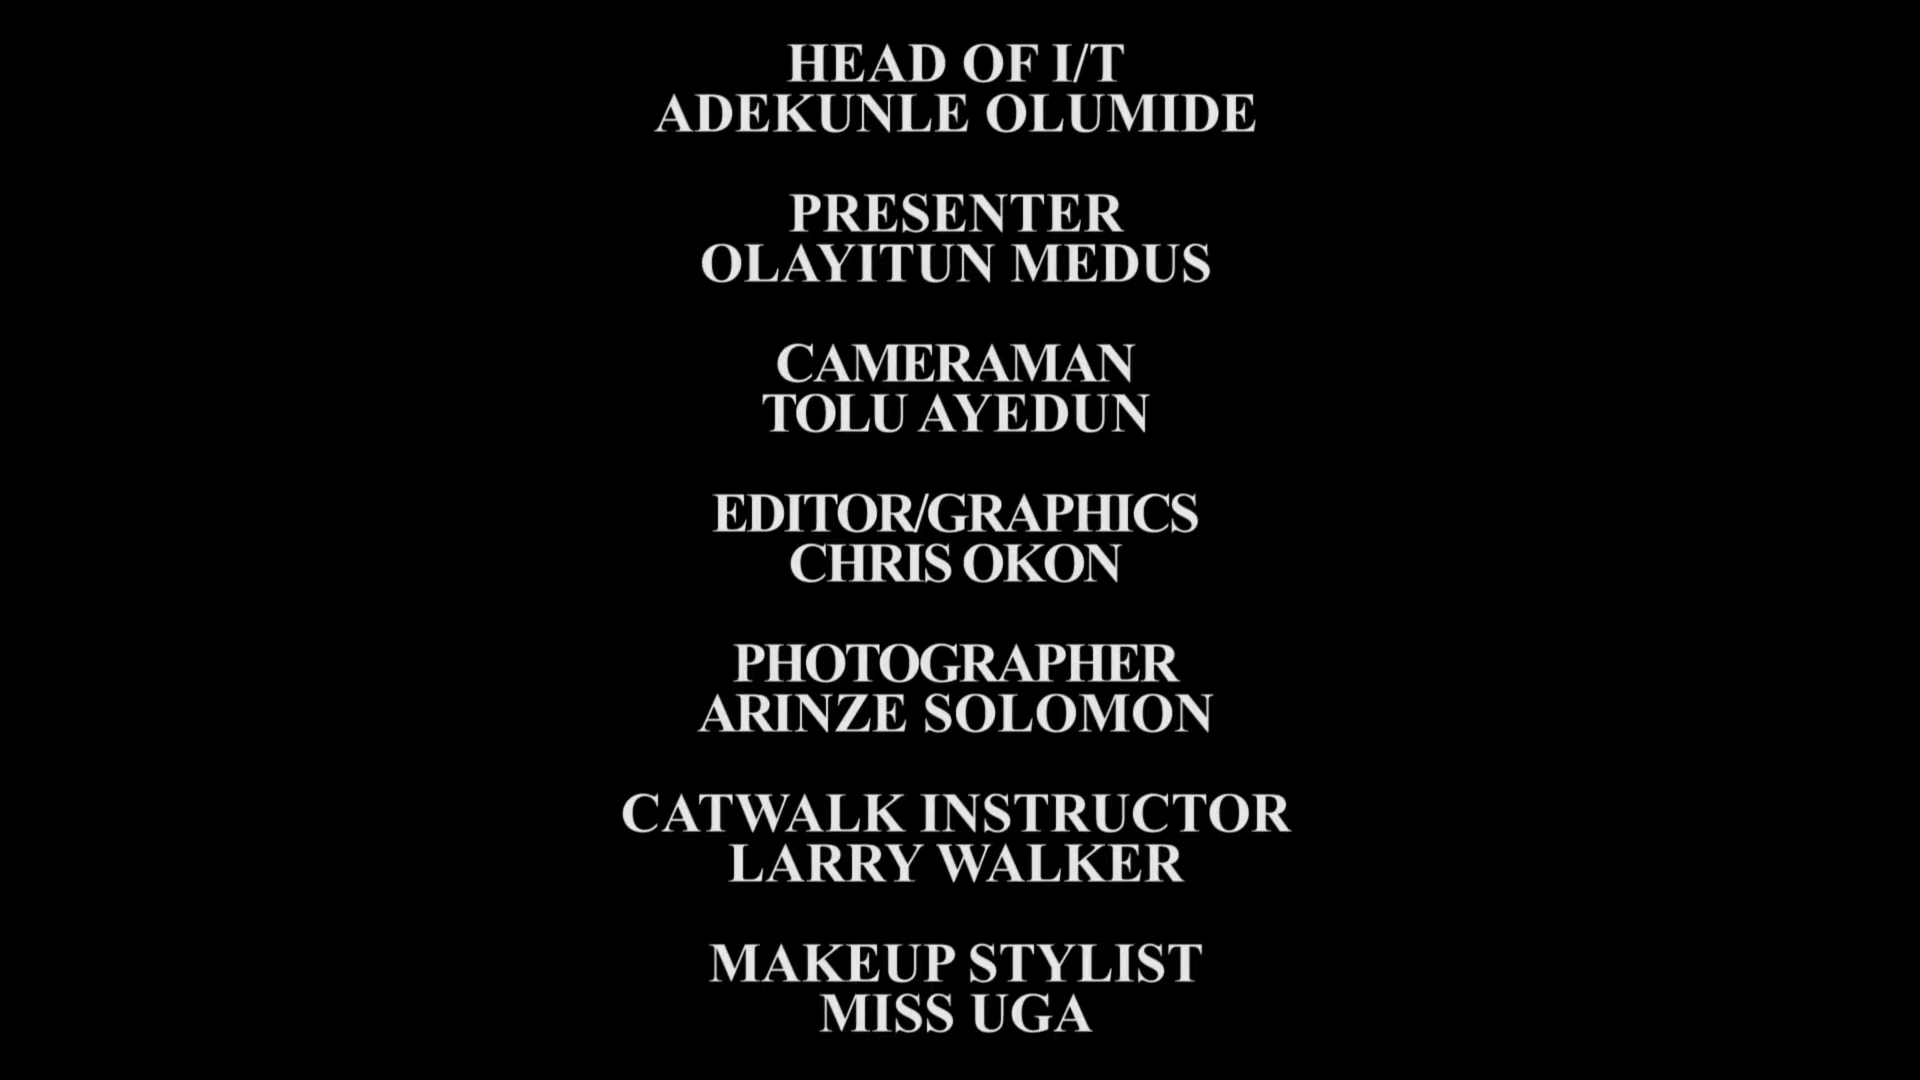 HEAD OF I/T
ADEKUNLE OLUMIDE
PRESENTER
OLAYITUN MEDUS
CAMERAMAN
TOLU AYEDUN
EDITOR/GRAPHICS
CHRIS OKON
PHOTOGRAPHER
ARINZE SOLOMON
CATWALK INSTRUCTOR
LARRY WALKER
MAKEUP STYLIST
MISS UGA